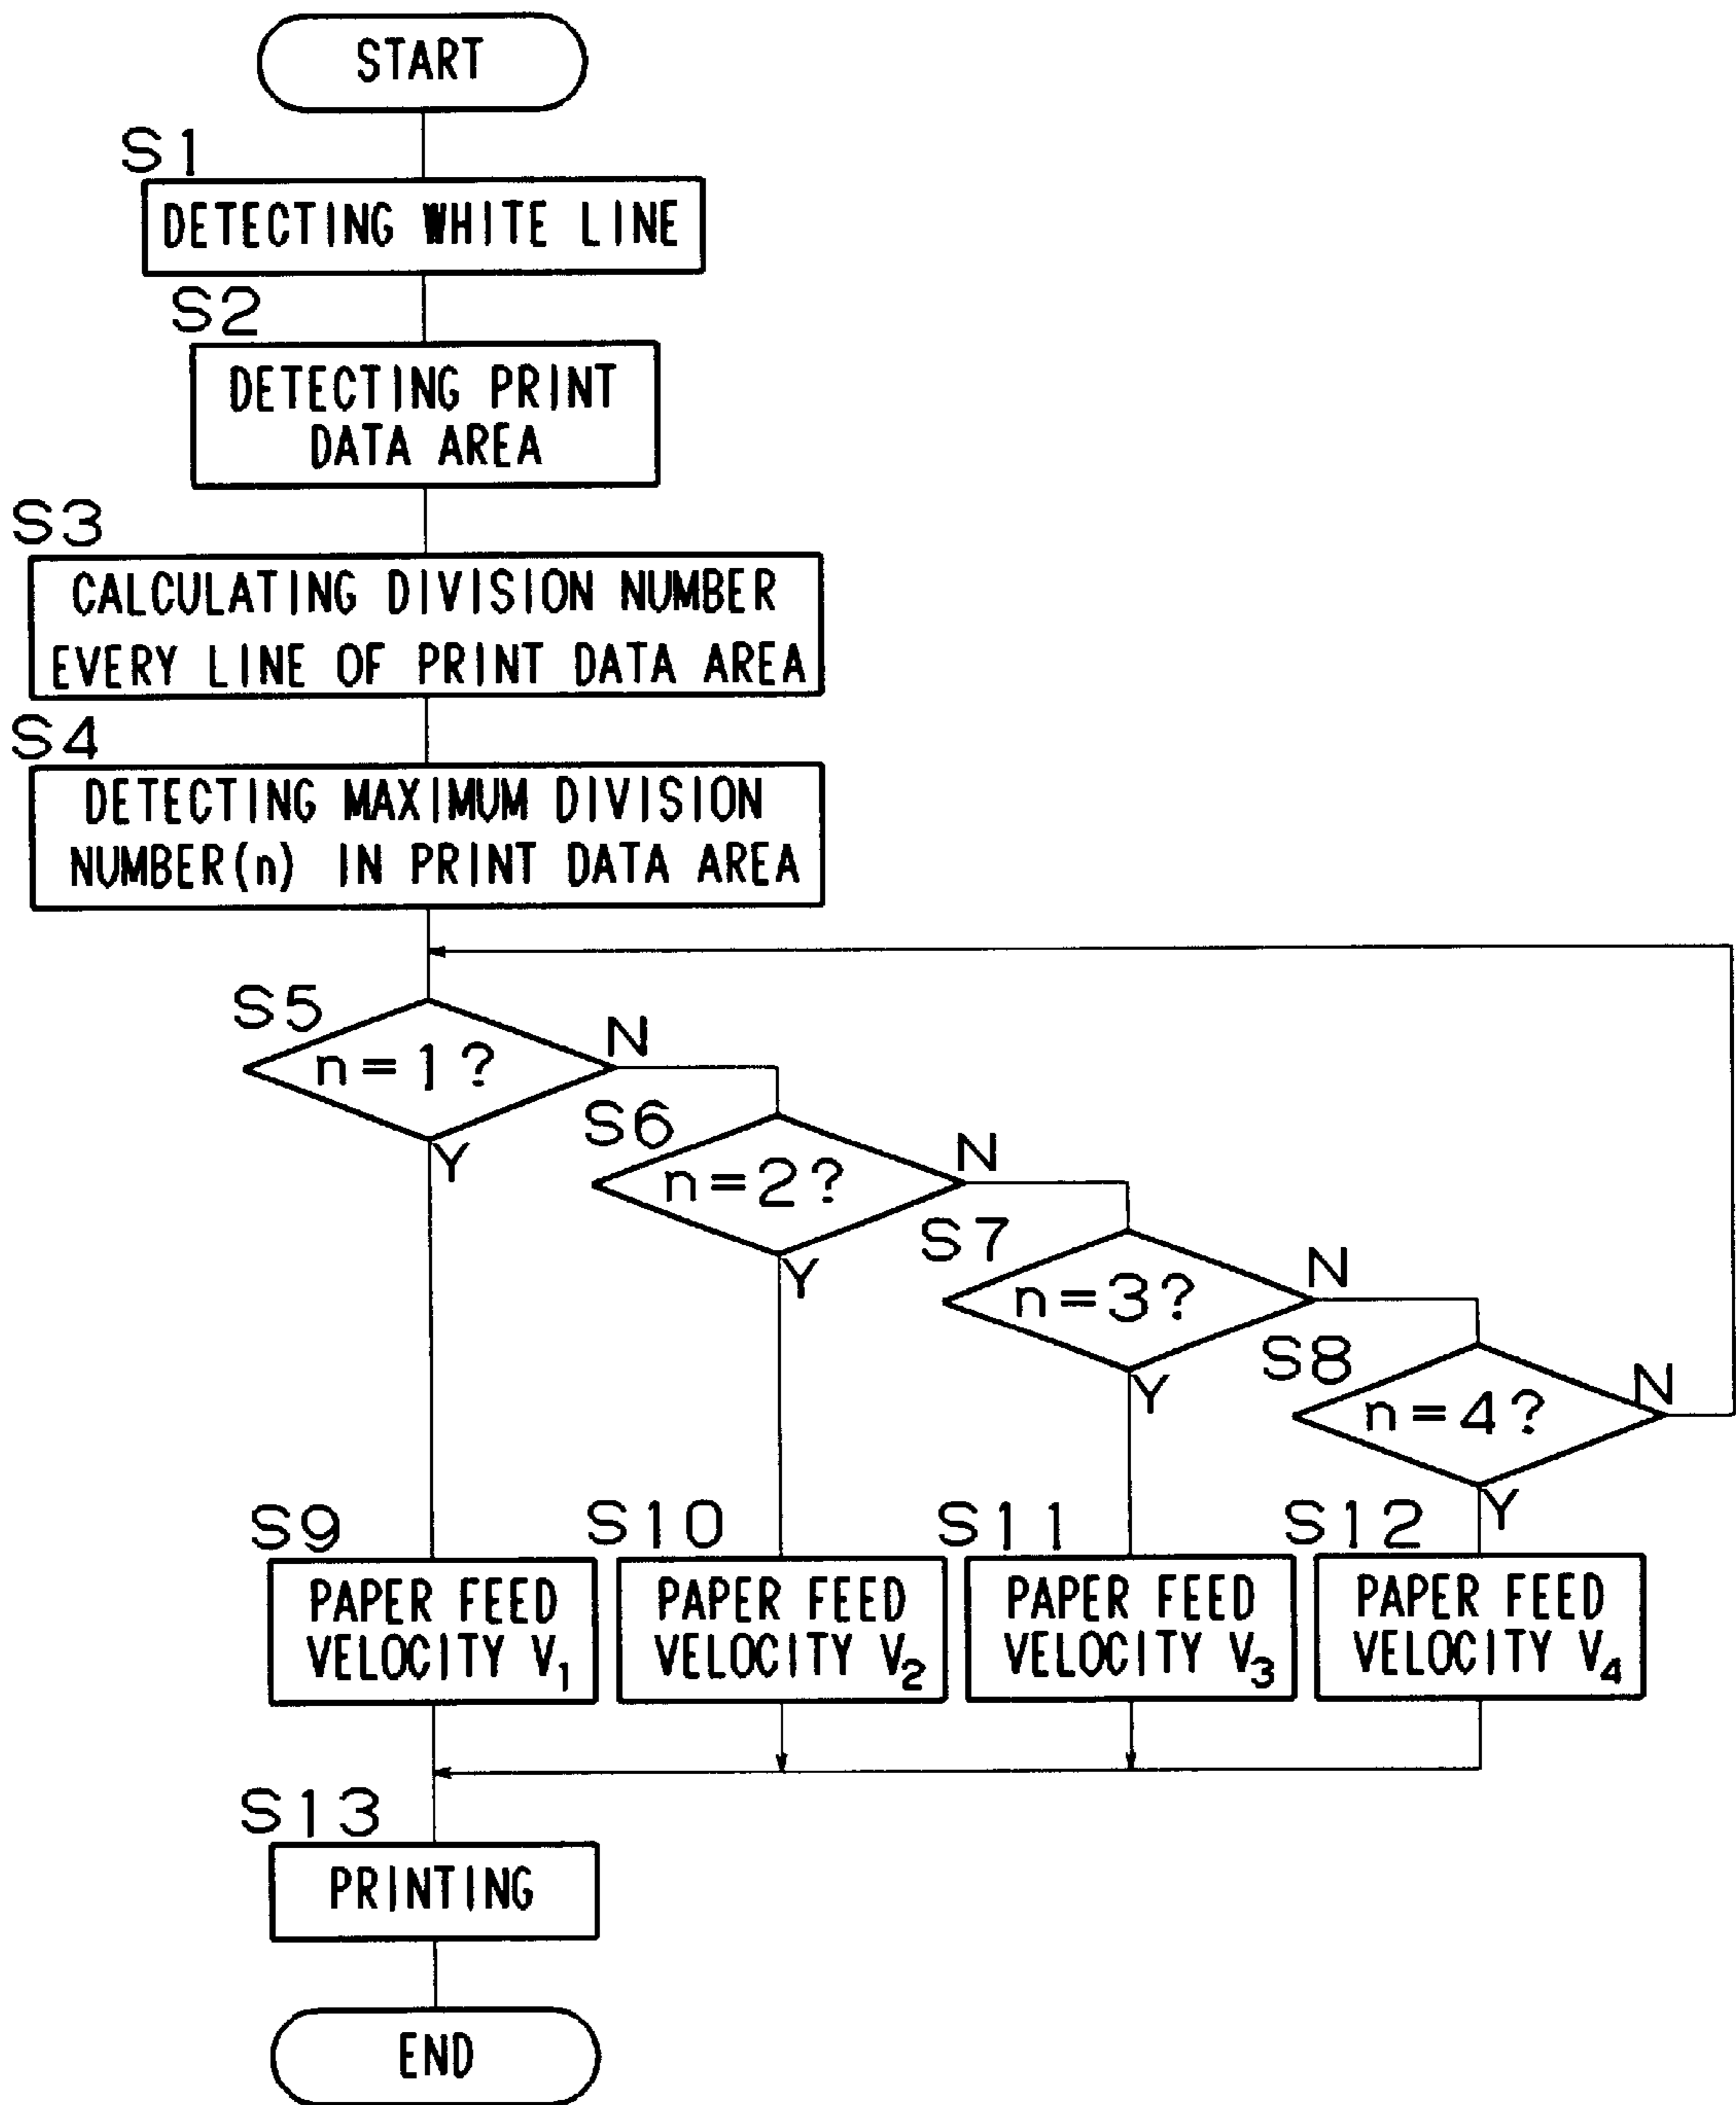 START
S1
DETECTING WHITE LINE
S2
DETECTING PRINT
DATA AREA
S3
CALCULATING DIVISION NUMBER
EVERY LINE OF PRINT DATA AREA
S4
DETECTING MAXIMUM DIVISION
NUMBER(n) IN PRINT DATA AREA
S5
n=1?
N
Y
S6
n=2?
N
Y
S7
n=3?
N
Y
S8
n=4?
N
Y
S9
PAPER FEED
VELOCITY V₁
S10
PAPER FEED
VELOCITY V₂
S11
PAPER FEED
VELOCITY V₃
S12
PAPER FEED
VELOCITY V₄
S13
PRINTING
END